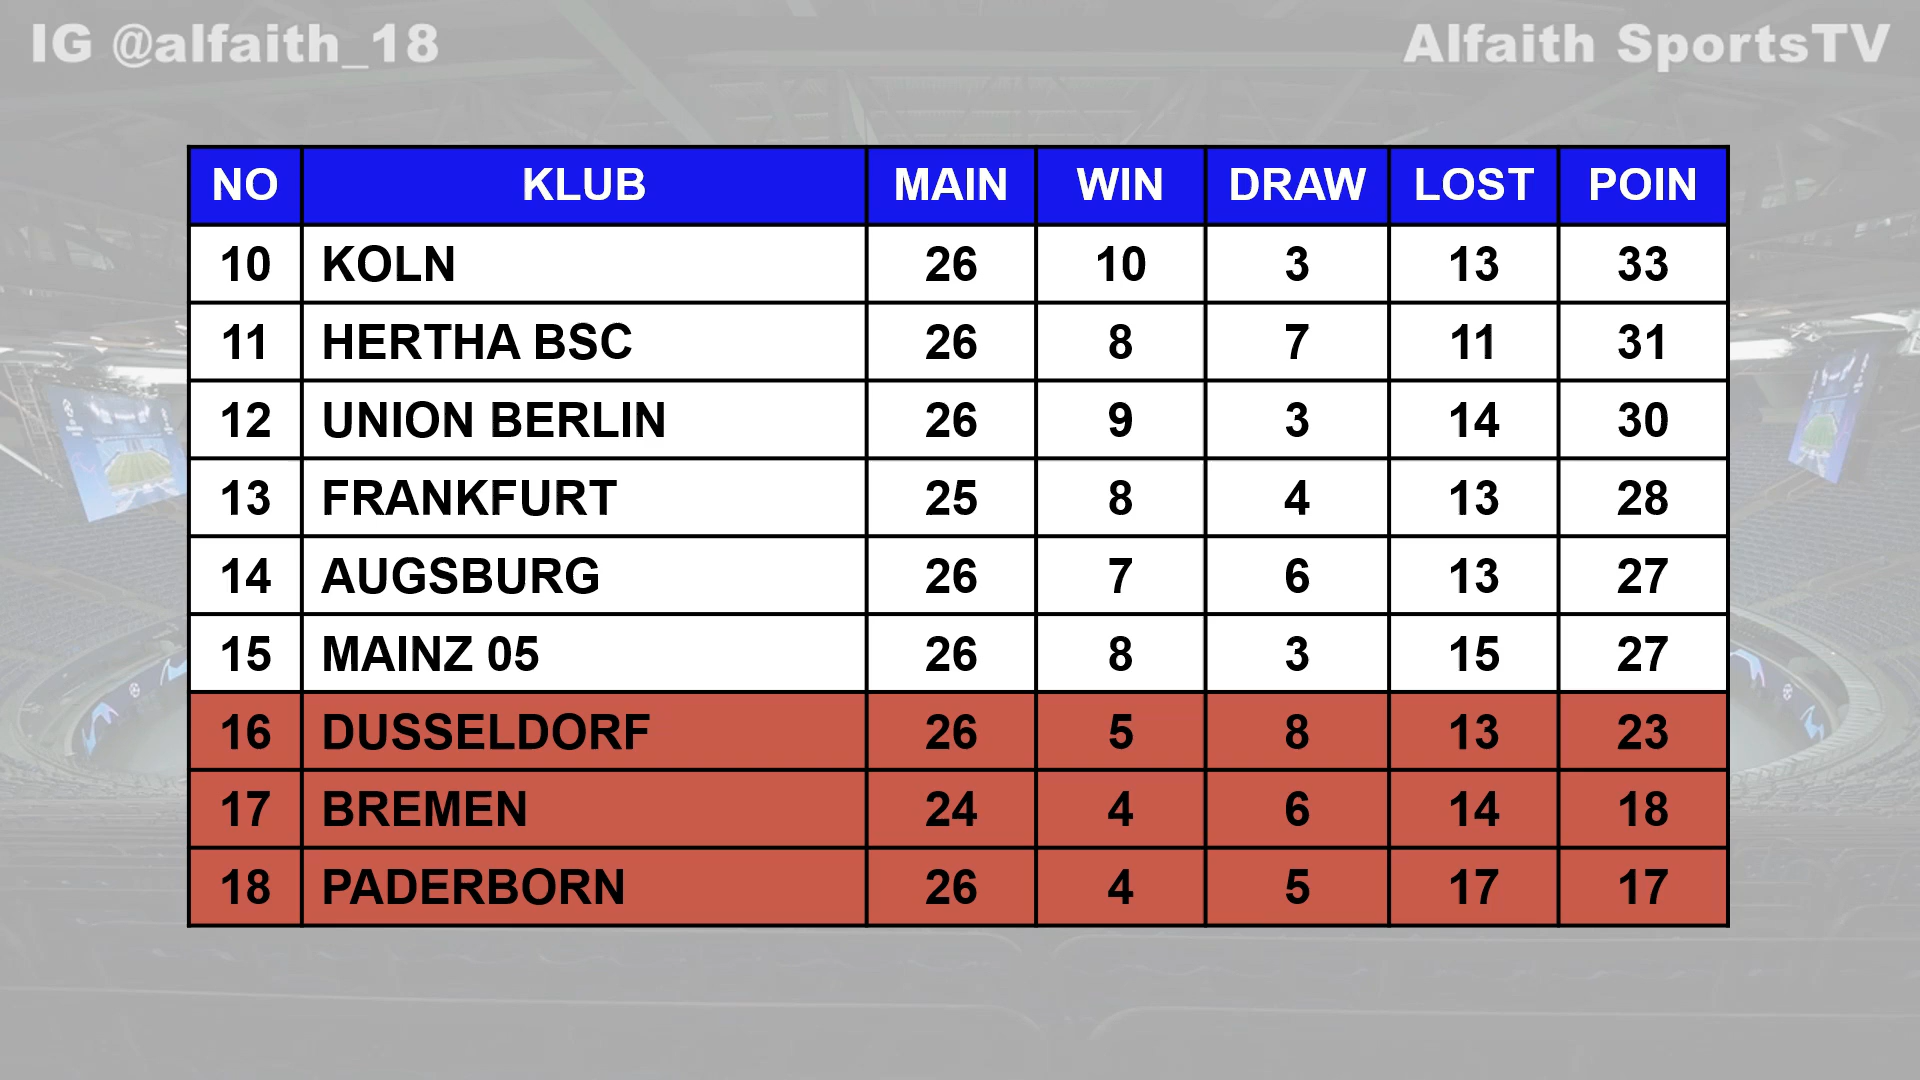 IG @alfaith_18
Alfaith SportsTV
NO KLUB MAIN WIN DRAW LOST POIN
10 KOLN 26 10 3 13 33
11 HERTHA BSC 26 8 7 11 31
12 UNION BERLIN 26 9 3 14 30
13 FRANKFURT 25 8 4 13 28
14 AUGSBURG 26 7 6 13 27
15 MAINZ 05 26 8 3 15 27
16 DUSSELDORF 26 5 8 13 23
17 BREMEN 24 4 6 14 18
18 PADERBORN 26 4 5 17 17